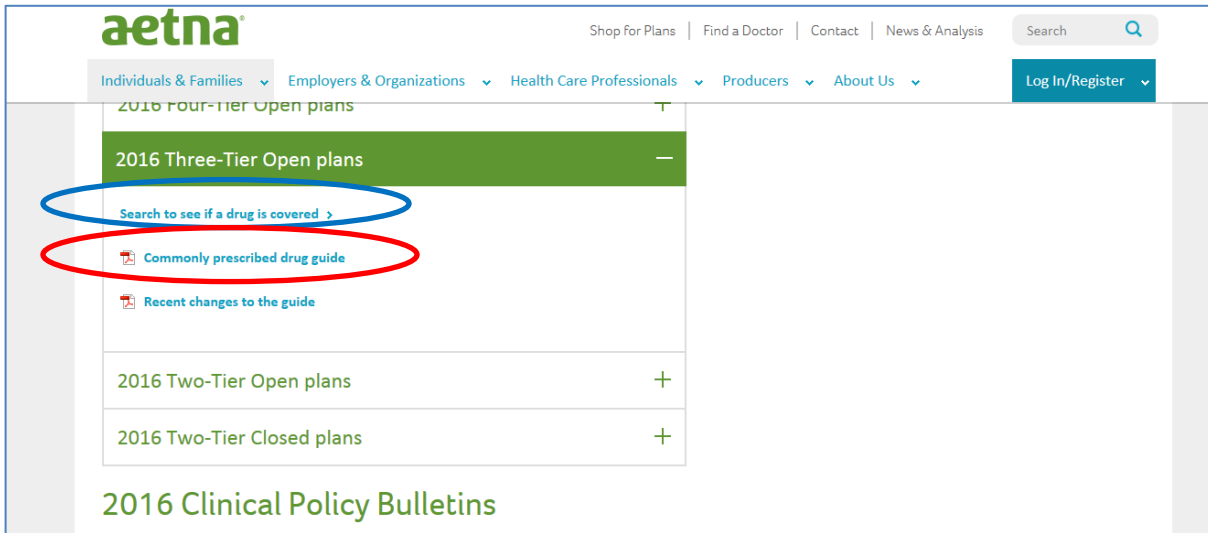 aetna
Shop for Plans | Find a Doctor | Contact | News & Analysis
Search
Individuals & Families Employers & Organizations Health Care Professionals Producers About Us
Log In/Register
2016 Four-Tier Open plans
2016 Three-Tier Open plans
Search to see if a drug is covered >
Commonly prescribed drug guide
Recent changes to the guide
2016 Two-Tier Open plans
2016 Two-Tier Closed plans
2016 Clinical Policy Bulletins